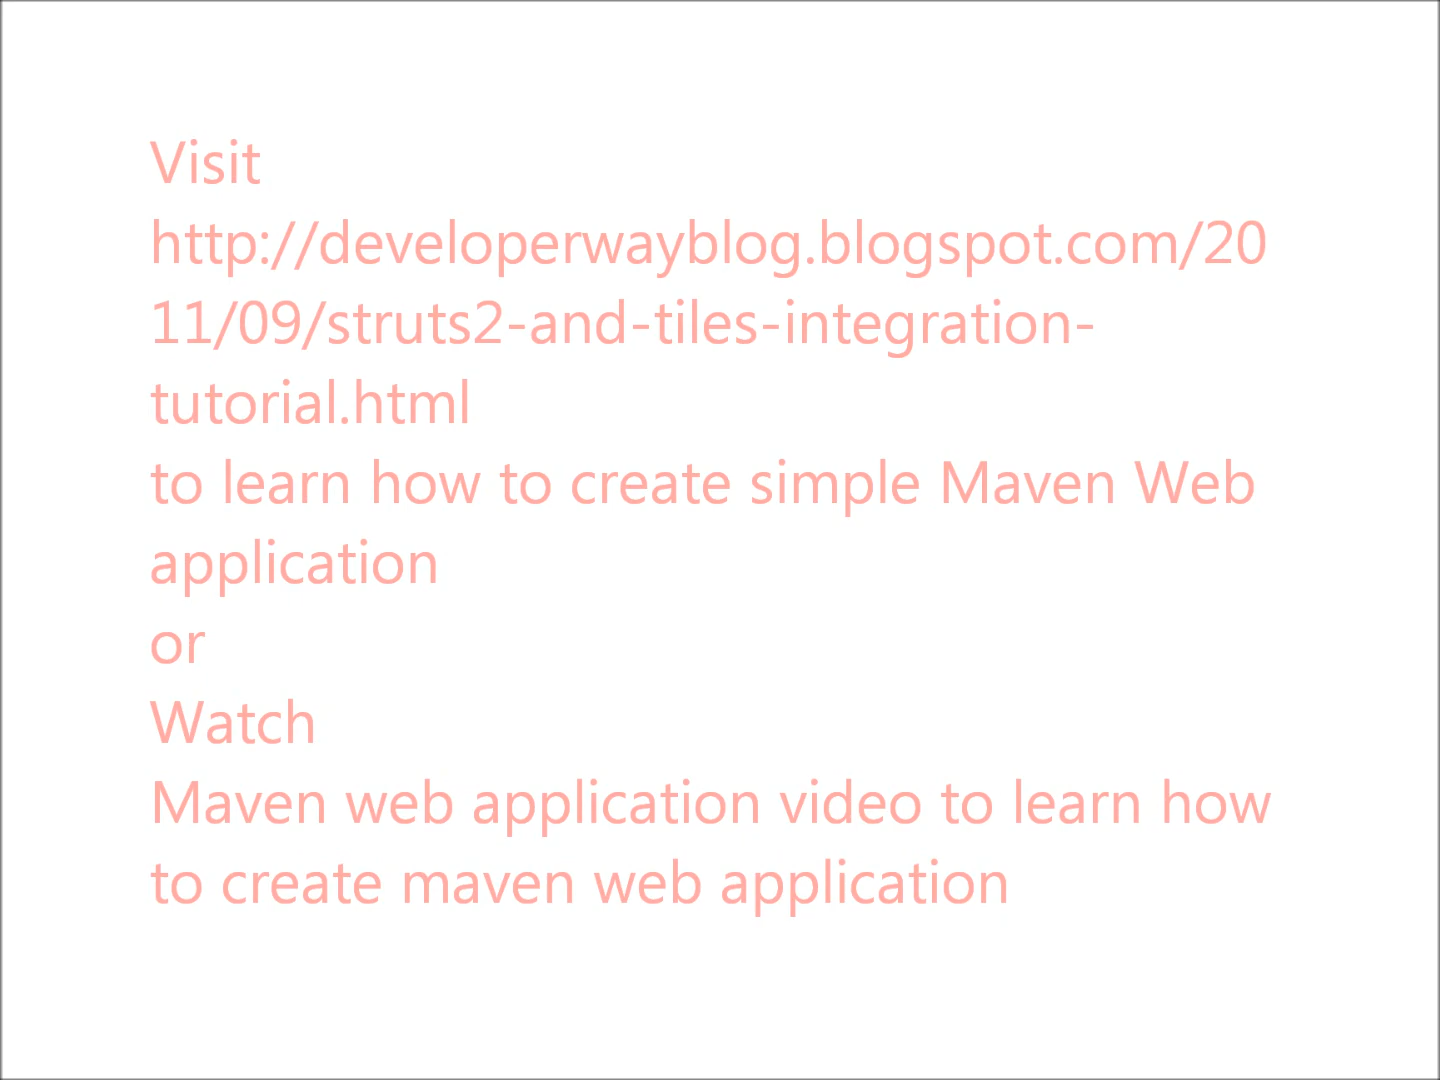 Visit
http://developerwayblog.blogspot.com/20
11/09/struts2-and-tiles-integration-
tutorial.html
to learn how to create simple Maven Web
application
or
Watch
Maven web application video to learn how
to create maven web application